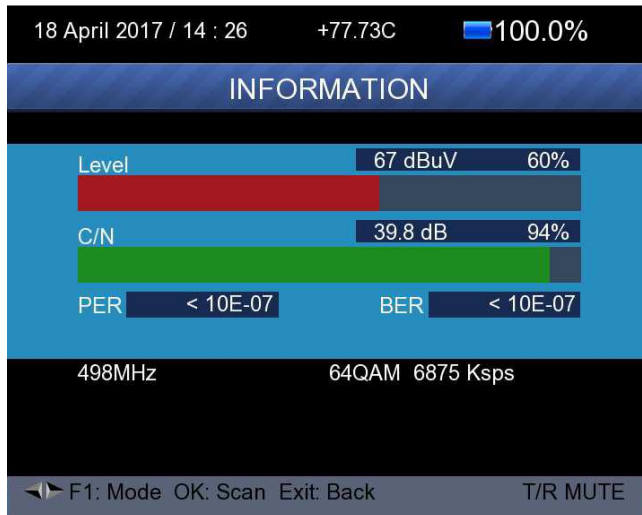 18 April 2017 / 14 : 26 +77.73C 100.0%
INFORMATION
Level 67 dBuV 60%
C/N 39.8 dB 94%
PER < 10E-07 BER < 10E-07
498MHz 64QAM 6875 Ksps
F1: Mode OK: Scan Exit: Back T/R MUTE